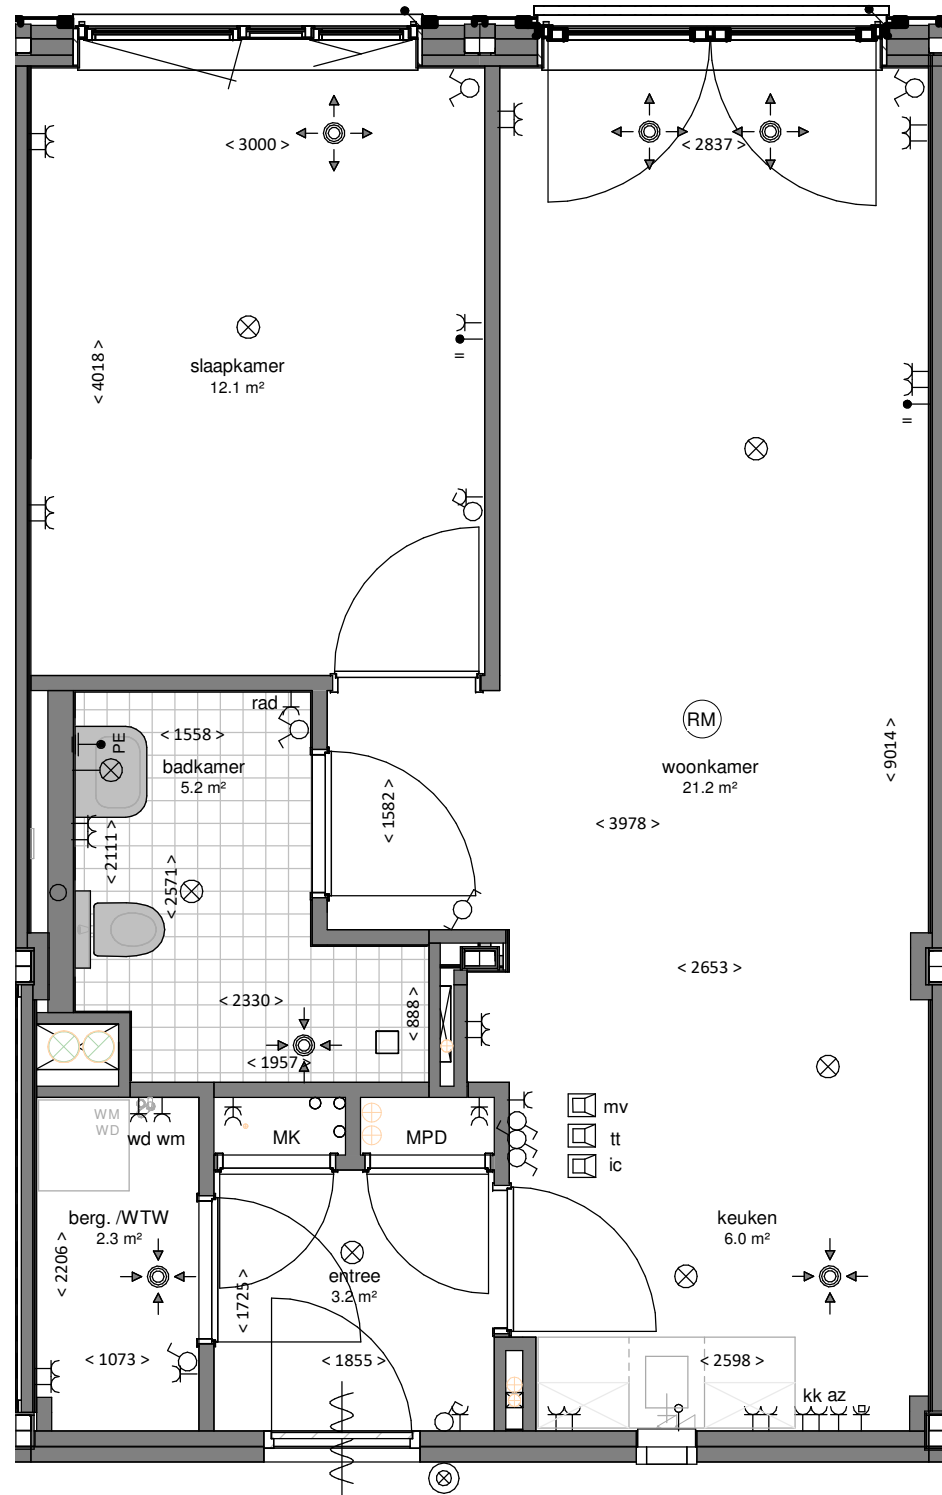 < 3000 >
< 2837 >
slaapkamer
12.1 m²
< 4018 >
=
=
rad
< 1558 >
PE
badkamer
5.2 m²
RM
woonkamer
21.2 m²
< 9014 >
< 1582 >
< 3978 >
< 2111 >
< 2571 >
< 2653 >
< 2330 >
< 888 >
< 1957 >
WM
WD
wd wm
MK
MPD
mv
tt
ic
berg. /WTW
2.3 m²
keuken
6.0 m²
< 2206 >
< 1725 >
entree
3.2 m²
< 1073 >
< 1855 >
< 2598 >
kk az